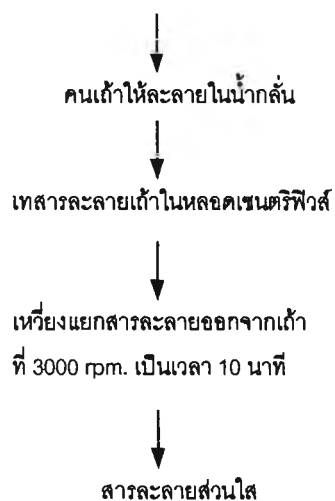 คนเถ้าให้ละลายในน้ำกลั่น
เทสารละลายเถ้าในหลอดเซนตริฟิวส์
เหวี่ยงแยกสารละลายออกจากเถ้า
ที่ 3000 rpm. เป็นเวลา 10 นาที
สารละลายส่วนใส